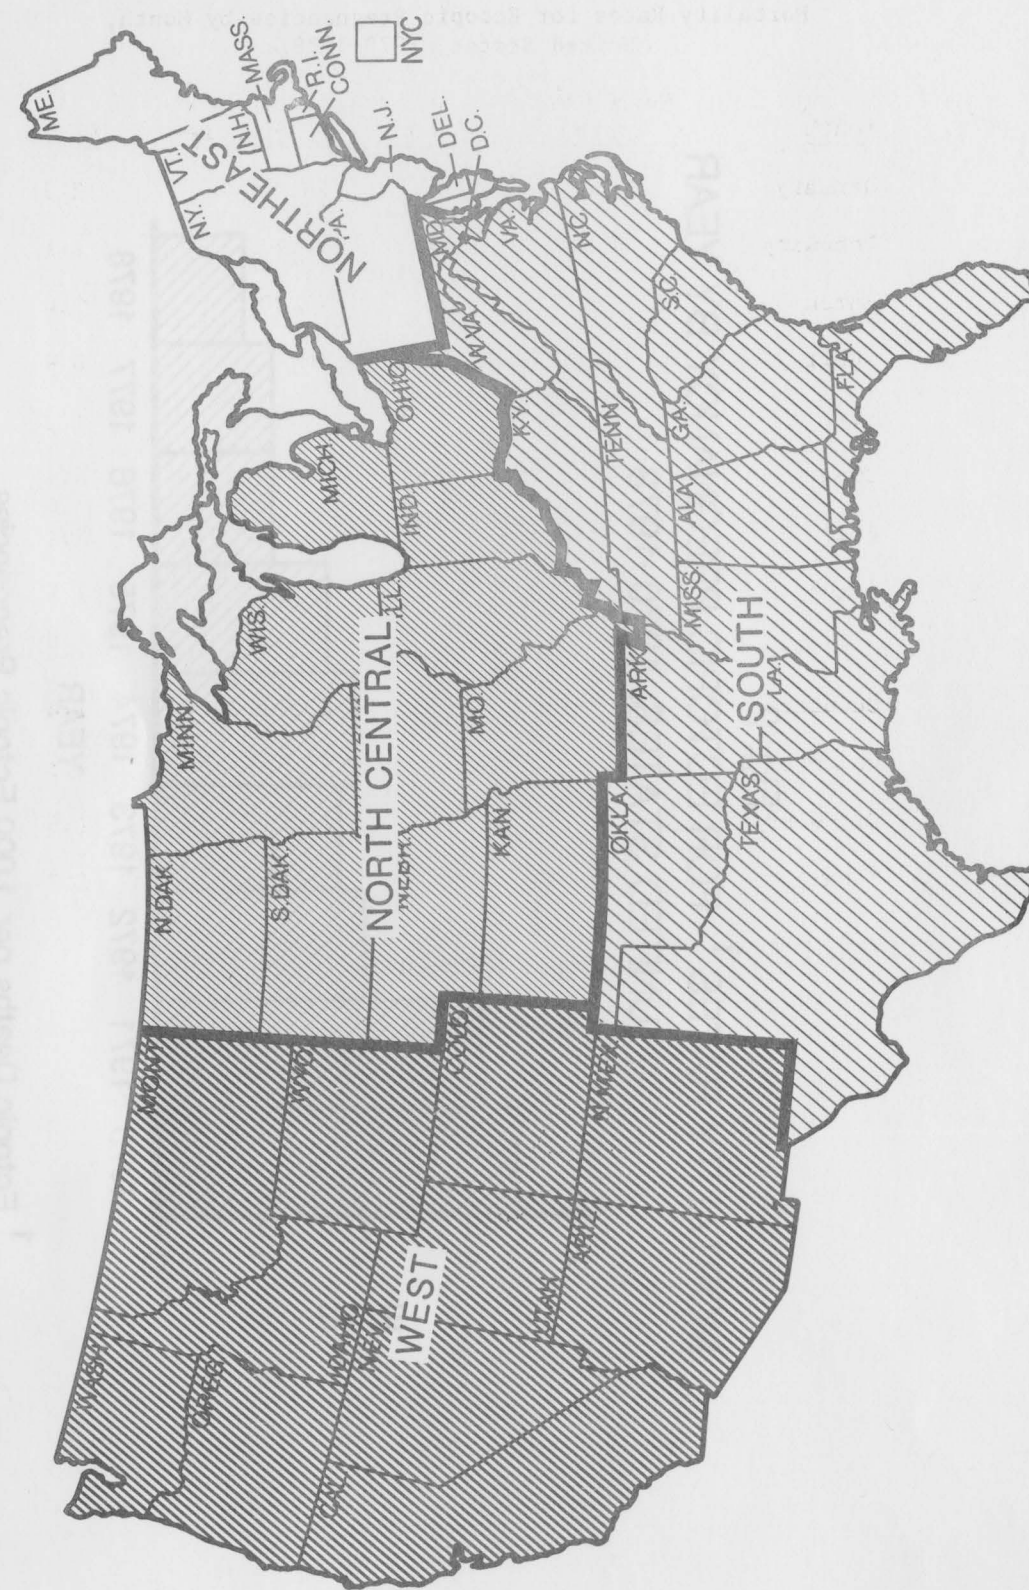 WASH.
OREG.
CAL.
IDAHO
NEV.
MONT.
WYO.
UTAH
ARIZ.
COLO.
N.MEX.
WEST
N.DAK.
S.DAK.
NEBR.
KAN.
MINN.
MO.
WIS.
ILL.
IND.
MICH.
OHIO
NORTH CENTRAL
OKLA.
TEXAS
ARK.
LA.
MISS.
ALA.
TENN.
KY.
GA.
FLA.
S.C.
N.C.
VA.
W.VA.
MD.
SOUTH
DEL.
D.C.
ME.
VT.
N.H.
MASS.
R.I.
CONN
N.Y.
N.J.
PA.
NORTHEAST
NYC